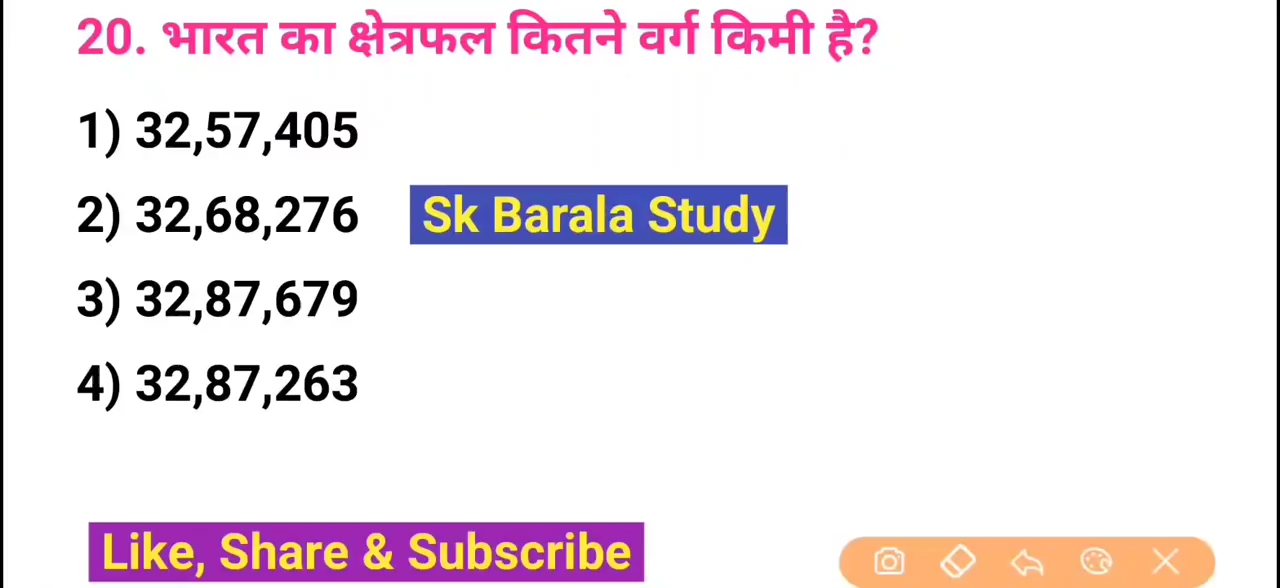 20. भारत का क्षेत्रफल कितने वर्ग किमी है?
1) 32,57,405
2) 32,68,276
Sk Barala Study
3) 32,87,679
4) 32,87,263
Like, Share & Subscribe